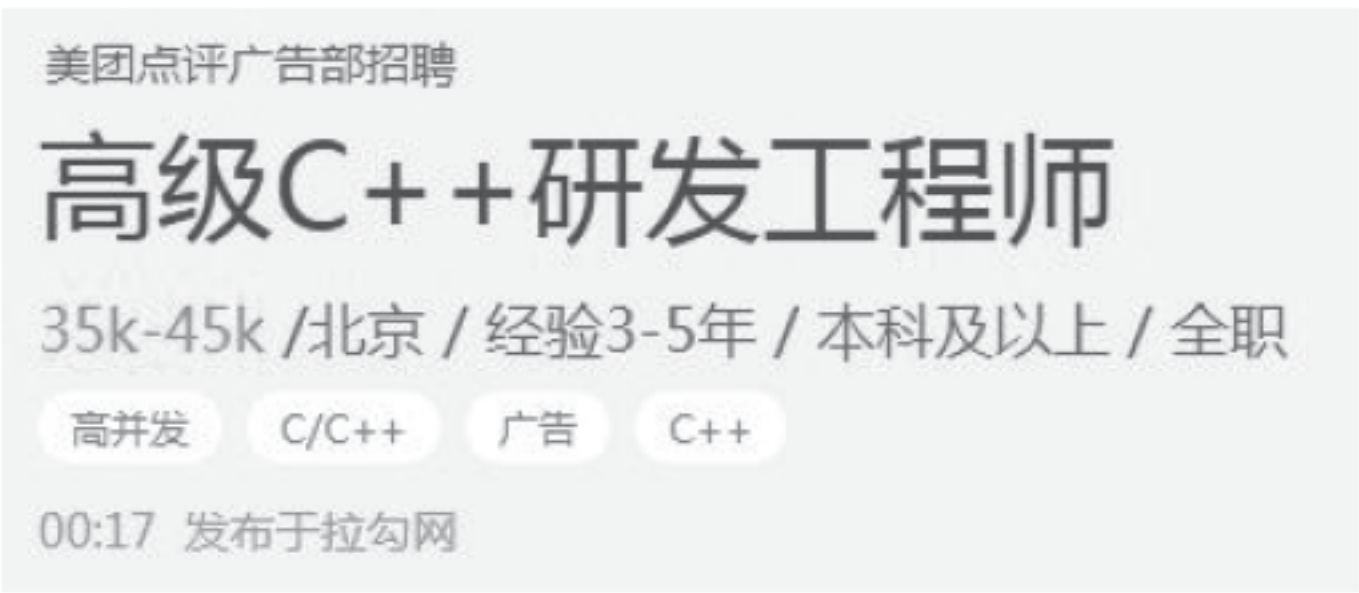 美团点评广告部招聘
高级C++研发工程师
35k-45k /北京 / 经验3-5年 / 本科及以上 / 全职
高并发 C/C++ 广告 C++
00:17 发布于拉勾网